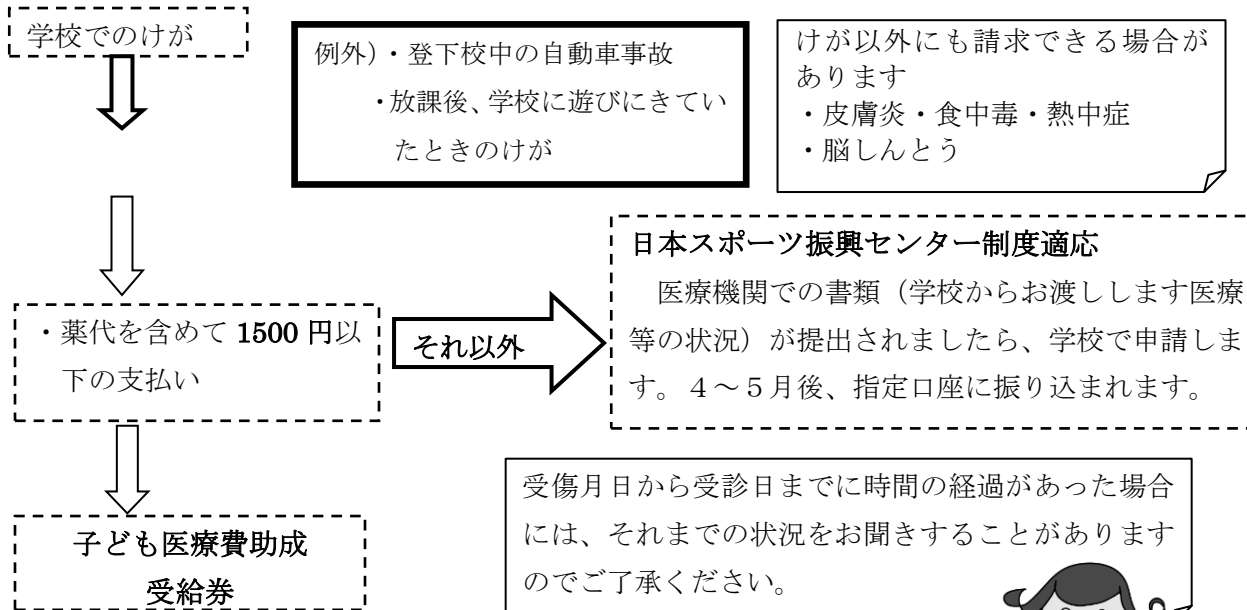 学校でのけが
例外）・登下校中の自動車事故
・放課後、学校に遊びにきてい
たときのけが
けが以外にも請求できる場合が
あります
・皮膚炎・食中毒・熱中症
・脳しんとう
・薬代を含めて 1500 円以
下の支払い
それ以外
日本スポーツ振興センター制度適応
医療機関での書類（学校からお渡しします医療
等の状況）が提出されましたら、学校で申請しま
す。４～５月後、指定口座に振り込まれます。
子ども医療費助成
受給券
受傷月日から受診日までに時間の経過があった場合
には、それまでの状況をお聞きすることがあります
のでご了承ください。